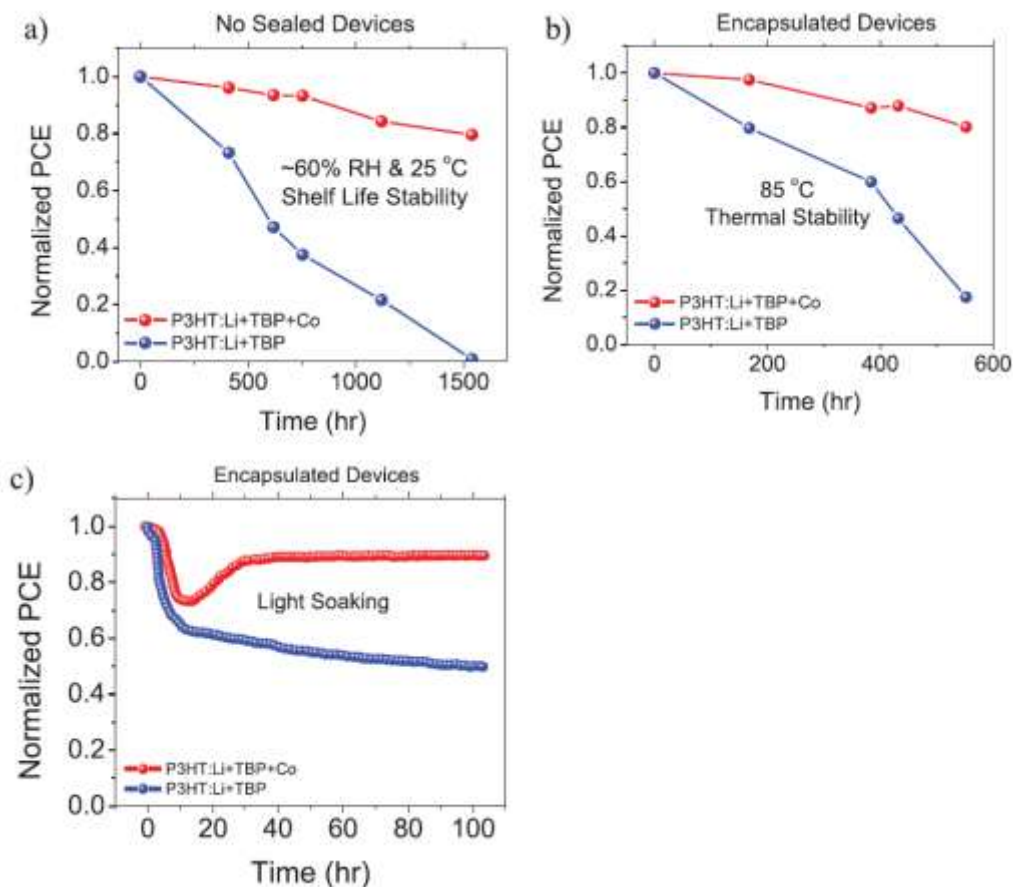 a)
No Sealed Devices
Normalized PCE
1.0
0.8
0.6
0.4
0.2
0.0
~60% RH & 25 °C
Shelf Life Stability
P3HT:Li+TBP+Co
P3HT:Li+TBP
0
500
1000
1500
Time (hr)
b)
Encapsulated Devices
Normalized PCE
1.0
0.8
0.6
0.4
0.2
0.0
85 °C
Thermal Stability
P3HT:Li+TBP+Co
P3HT:Li+TBP
0
200
400
600
Time (hr)
c)
Encapsulated Devices
Normalized PCE
1.0
0.8
0.6
0.4
0.2
0.0
Light Soaking
P3HT:Li+TBP+Co
P3HT:Li+TBP
0
20
40
60
80
100
Time (hr)